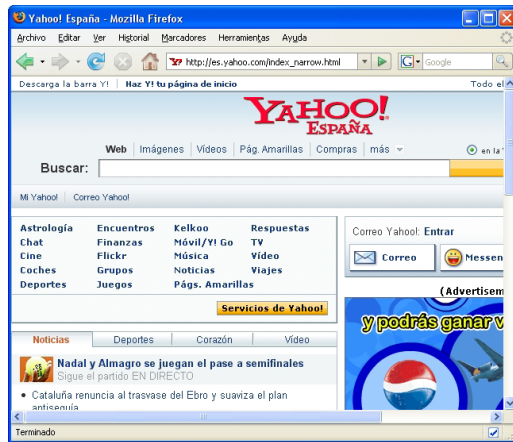 Yahoo! España - Mozilla Firefox
Archivo Editar Ver Historial Marcadores Herramientas Ayuda
http://es.yahoo.com/index_narrow.html G Google
Descarga la barra Y! Haz Y! tu página de inicio Todo el
YAHOO!
ESPAÑA
Web Imágenes Vídeos Pág. Amarillas Compras más en la
Buscar:
Mi Yahoo! Correo Yahoo!
Astrología Encuentros Kelkoo Respuestas
Chat Finanzas Móvil/Y! Go TV
Cine Flickr Música Vídeo
Coches Grupos Noticias Viajes
Deportes Juegos Págs. Amarillas
Servicios de Yahoo!
Correo Yahoo!: Entrar
Correo Messen
(Advertisem
y podrás ganar v
Noticias Deportes Corazón Vídeo
Nadal y Almagro se juegan el pase a semifinales
Sigue el partido EN DIRECTO
• Cataluña renuncia al trasvase del Ebro y suaviza el plan
antisequía
Terminado